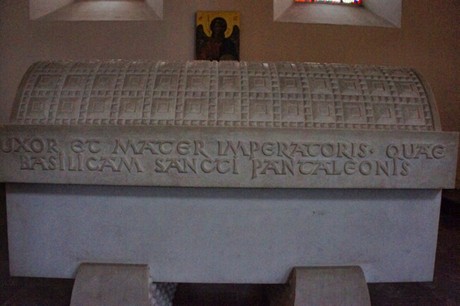 UXOR ET MATER IMPERATORIS · QUAE
BASILICAM SANCTI PANTALEONIS